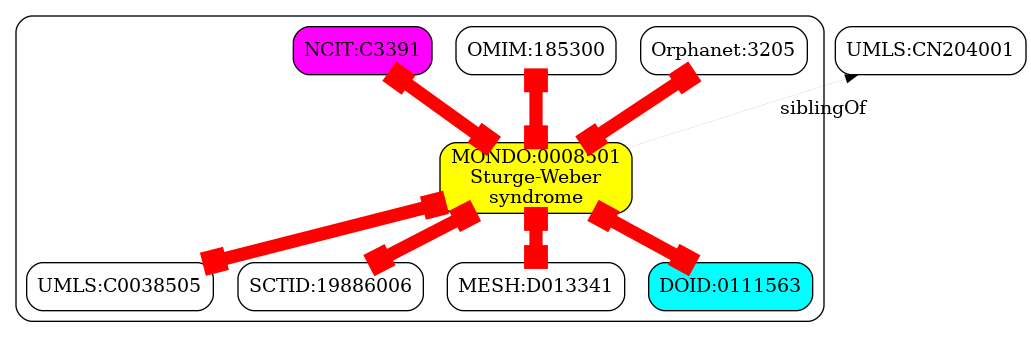 NCIT:C3391
OMIM:185300
Orphanet:3205
UMLS:CN204001
siblingOf
MONDO:0008501
Sturge-Weber
syndrome
UMLS:C0038505
SCTID:19886006
MESH:D013341
DOID:0111563